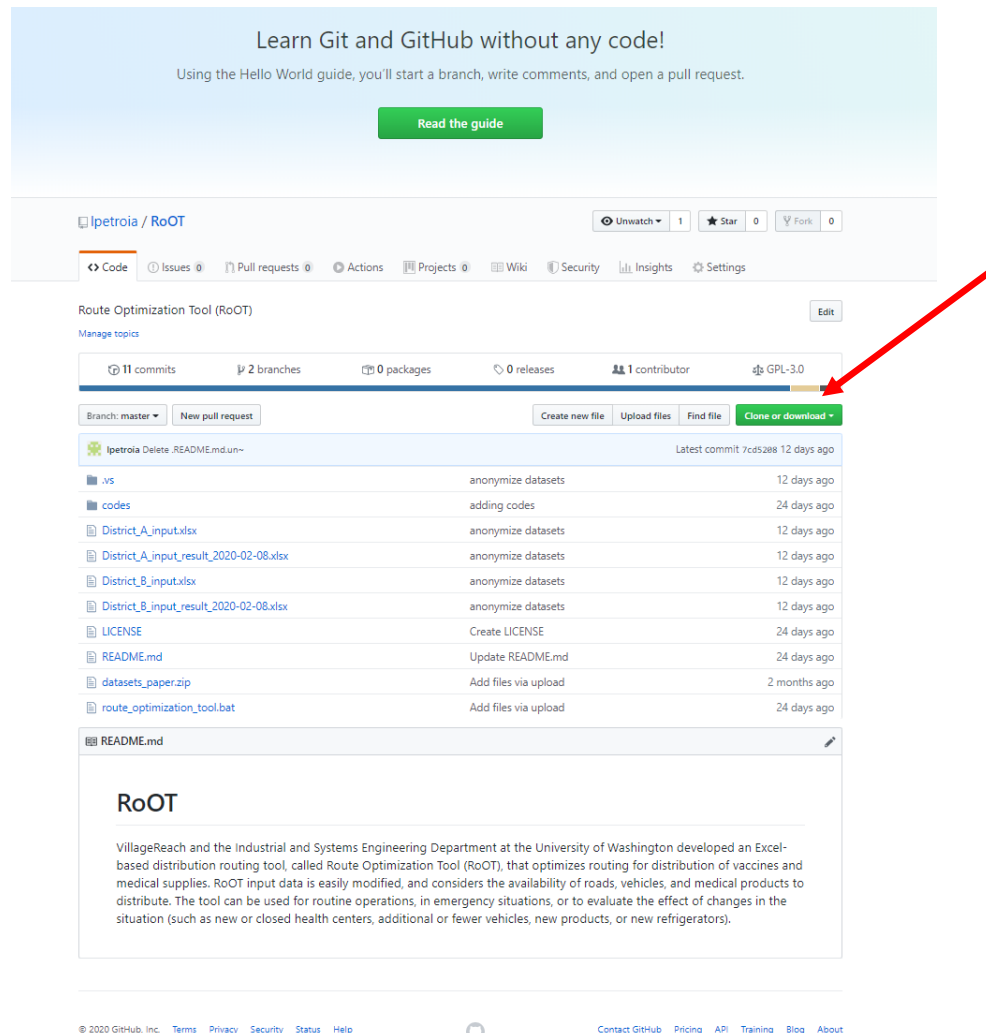 Learn Git and GitHub without any code!
Using the Hello World guide, you'll start a branch, write comments, and open a pull request.
Read the guide
lpetroia / RoOT
Unwatch 1 Star 0 Fork 0
Code Issues 0 Pull requests 0 Actions Projects 0 Wiki Security Insights Settings
Route Optimization Tool (RoOT) Edit
Manage topics
11 commits 2 branches 0 packages 0 releases 1 contributor GPL-3.0
Branch: master New pull request Create new file Upload files Find file Clone or download
lpetroia Delete .README.md.un~ Latest commit 7cd5208 12 days ago
.vs anonymize datasets 12 days ago
codes adding codes 24 days ago
District_A_input.xlsx anonymize datasets 12 days ago
District_A_input_result_2020-02-08.xlsx anonymize datasets 12 days ago
District_B_input.xlsx anonymize datasets 12 days ago
District_B_input_result_2020-02-08.xlsx anonymize datasets 12 days ago
LICENSE Create LICENSE 24 days ago
README.md Update README.md 24 days ago
datasets_paper.zip Add files via upload 2 months ago
route_optimization_tool.bat Add files via upload 24 days ago
README.md
RoOT
VillageReach and the Industrial and Systems Engineering Department at the University of Washington developed an Excel-
based distribution routing tool, called Route Optimization Tool (RoOT), that optimizes routing for distribution of vaccines and
medical supplies. RoOT input data is easily modified, and considers the availability of roads, vehicles, and medical products to
distribute. The tool can be used for routine operations, in emergency situations, or to evaluate the effect of changes in the
situation (such as new or closed health centers, additional or fewer vehicles, new products, or new refrigerators).
© 2020 GitHub, Inc. Terms Privacy Security Status Help Contact GitHub Pricing API Training Blog About